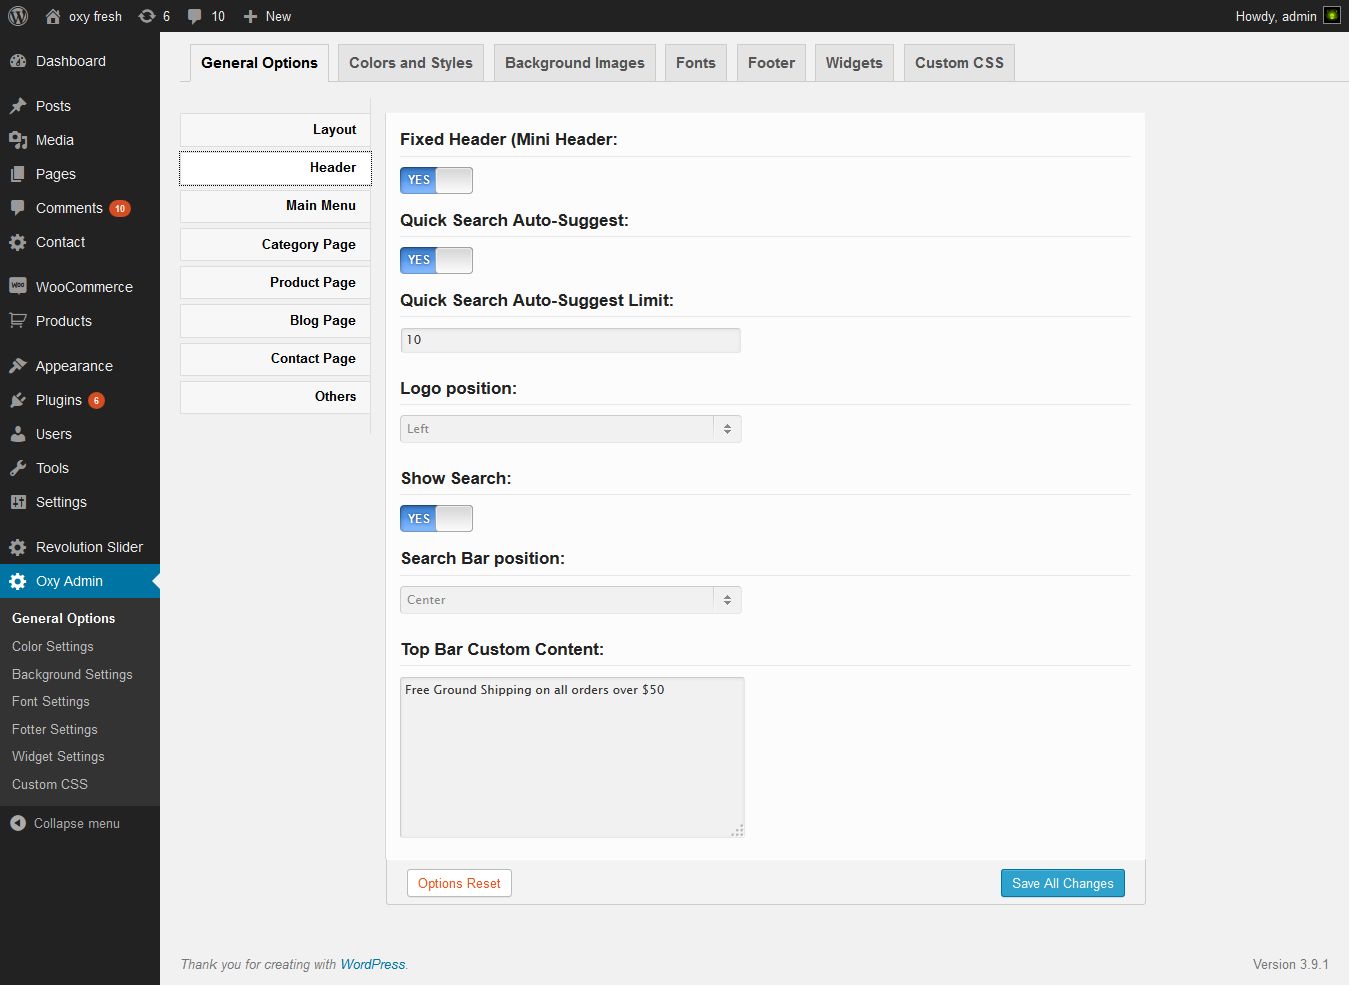 oxy fresh 6 10 New Howdy, admin
Dashboard
Posts
Media
Pages
Comments 10
Contact
WOO WooCommerce
Products
Appearance
Plugins 6
Users
Tools
Settings
Revolution Slider
Oxy Admin
General Options
Color Settings
Background Settings
Font Settings
Fotter Settings
Widget Settings
Custom CSS
Collapse menu
General Options Colors and Styles Background Images Fonts Footer Widgets Custom CSS
Layout
Header
Main Menu
Category Page
Product Page
Blog Page
Contact Page
Others
Fixed Header (Mini Header:
YES
Quick Search Auto-Suggest:
YES
Quick Search Auto-Suggest Limit:
10
Logo position:
Left
Show Search:
YES
Search Bar position:
Center
Top Bar Custom Content:
Free Ground Shipping on all orders over $50
Options Reset Save All Changes
Thank you for creating with WordPress. Version 3.9.1